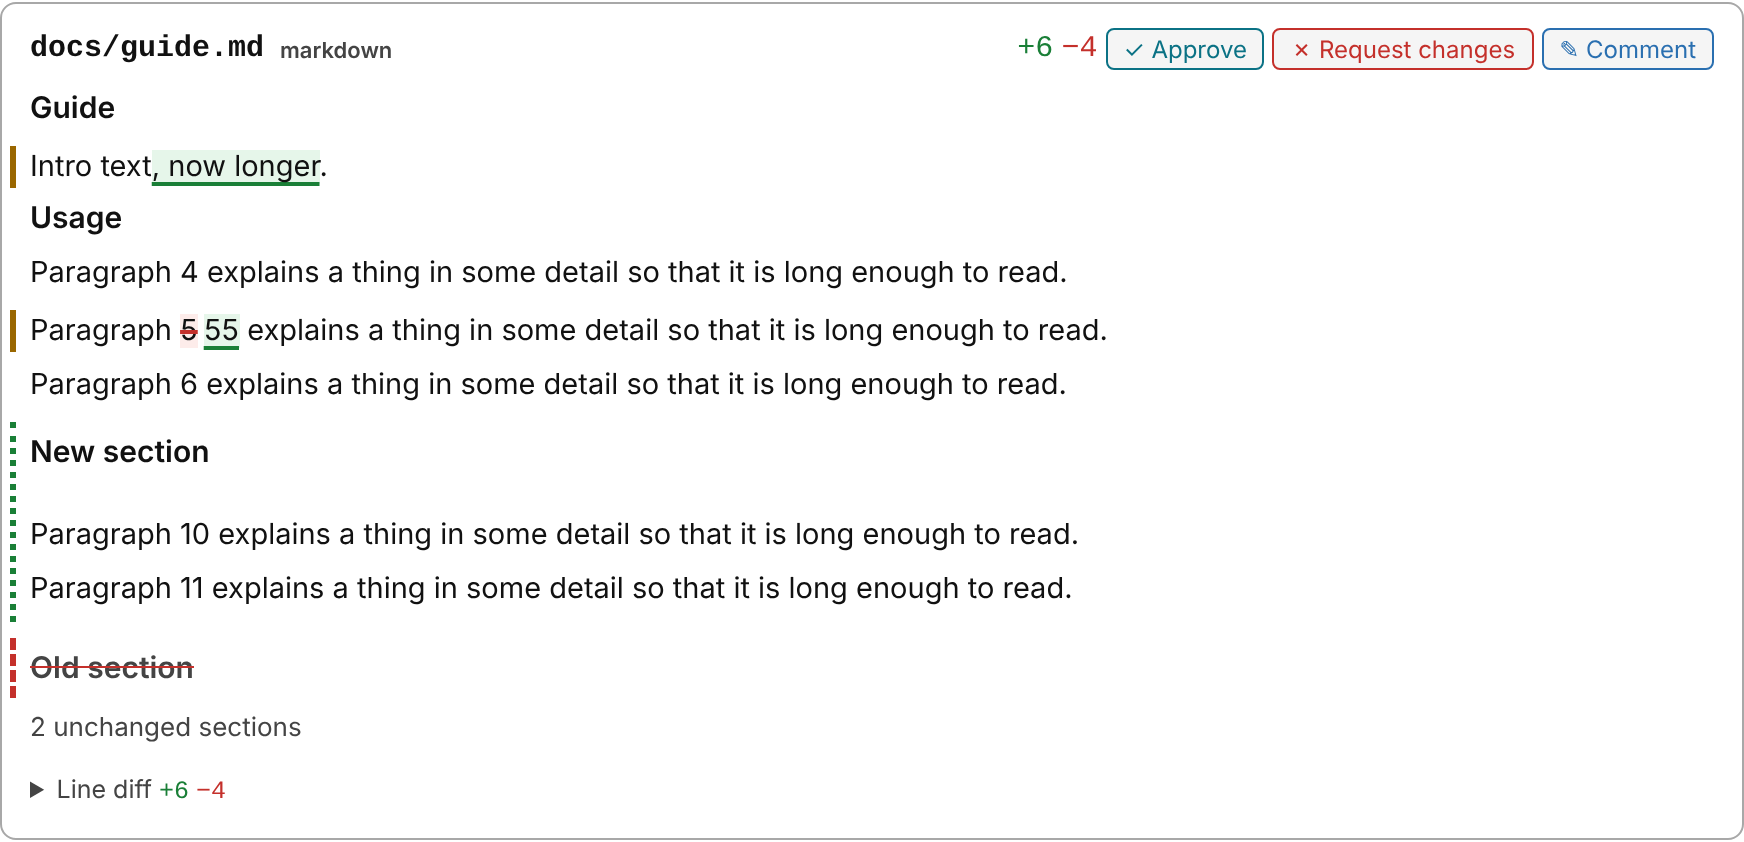 docs/guide.md markdown +6 −4 ✓ Approve × Request changes ✎ Comment
Guide
Intro text, now longer.
Usage
Paragraph 4 explains a thing in some detail so that it is long enough to read.
Paragraph 5 55 explains a thing in some detail so that it is long enough to read.
Paragraph 6 explains a thing in some detail so that it is long enough to read.
New section
Paragraph 10 explains a thing in some detail so that it is long enough to read.
Paragraph 11 explains a thing in some detail so that it is long enough to read.
Old section
2 unchanged sections
▶ Line diff +6 −4